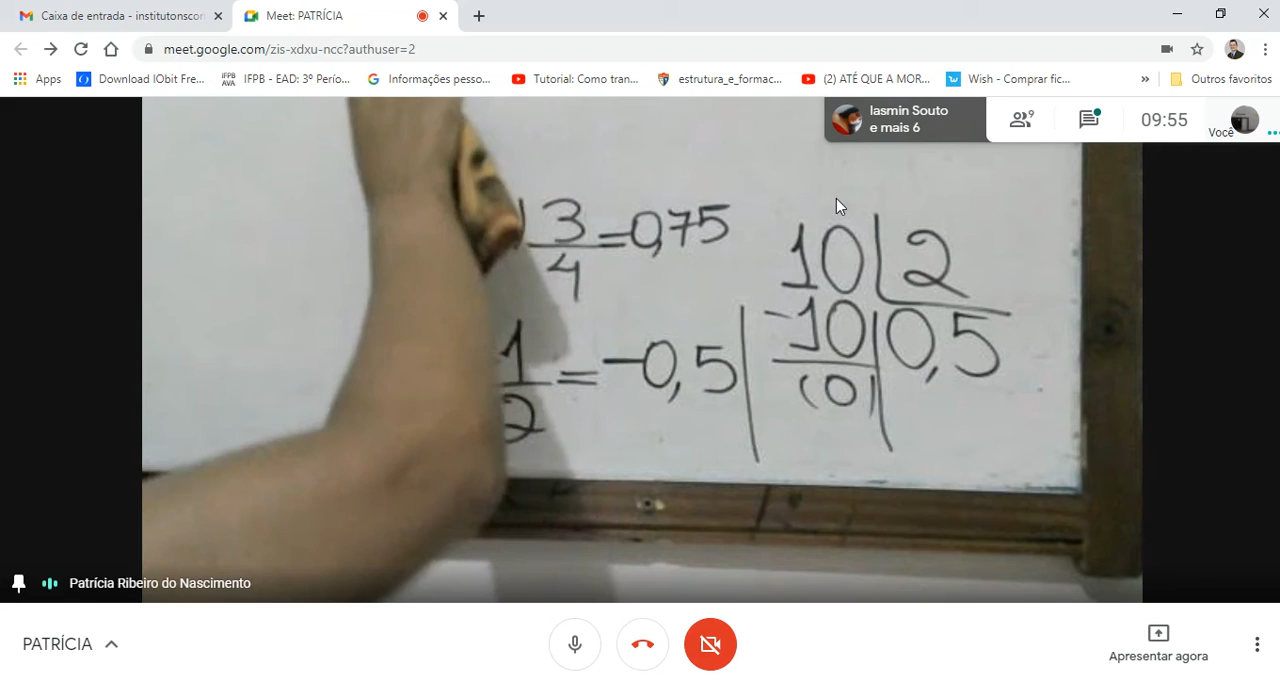 Caixa de entrada - institutonscor
Meet: PATRÍCIA
meet.google.com/zis-xdxu-ncc?authuser=2
Apps
Download IObit Fre...
IFPB AVA
IFPB - EAD: 3º Perío...
Informações pesso...
Tutorial: Como tran...
estrutura_e_formac...
(2) ATÉ QUE A MOR...
Wish - Comprar fic...
»
Outros favoritos
Iasmin Souto
e mais 6
9
09:55
Você
3/4 = 0,75
1/2 = -0,5
10 | 2
-10 | 0,5
(0)
Patrícia Ribeiro do Nascimento
PATRÍCIA
Apresentar agora